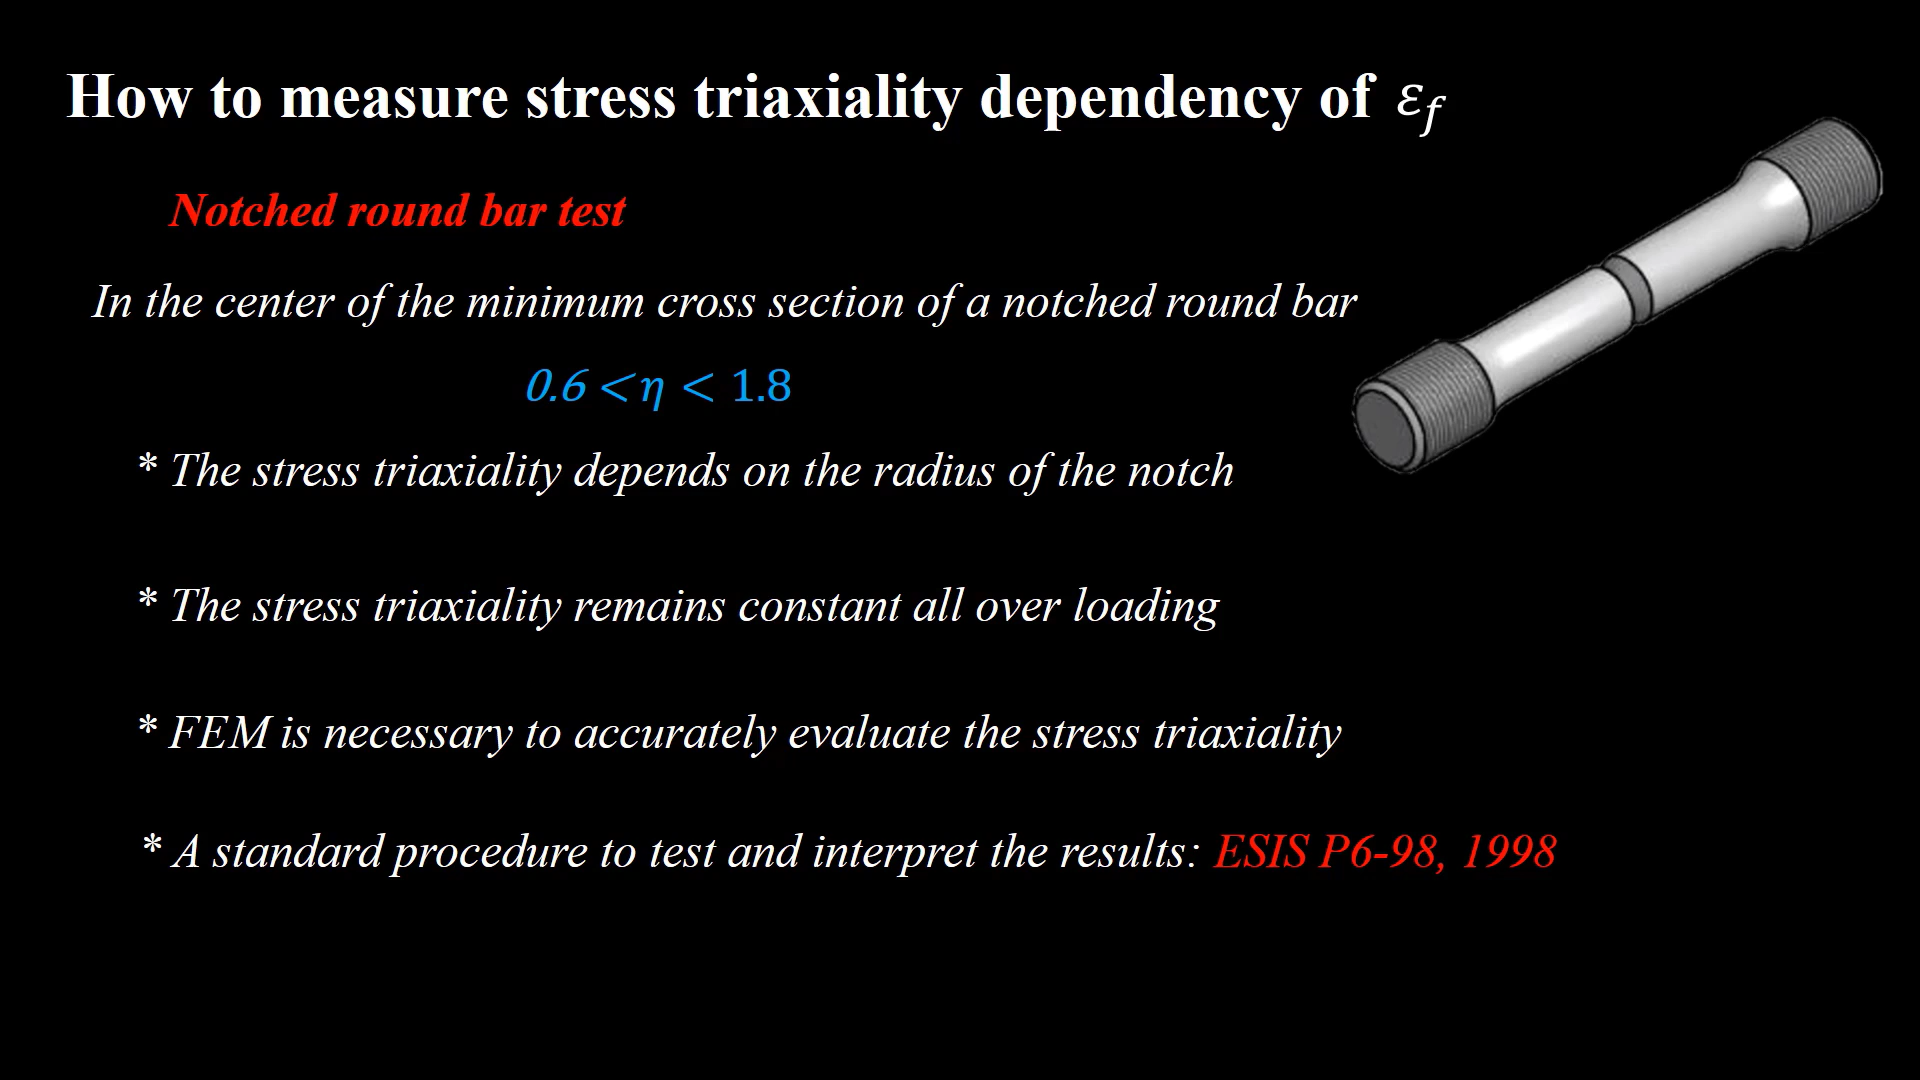 How to measure stress triaxiality dependency of ε_f
Notched round bar test
In the center of the minimum cross section of a notched round bar
0.6 < η < 1.8
* The stress triaxiality depends on the radius of the notch
* The stress triaxiality remains constant all over loading
* FEM is necessary to accurately evaluate the stress triaxiality
* A standard procedure to test and interpret the results: ESIS P6-98, 1998